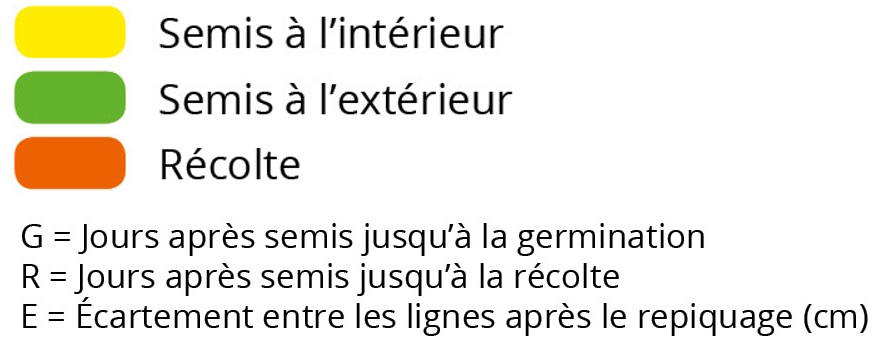 Semis à l’intérieur
Semis à l’extérieur
Récolte
G = Jours après semis jusqu’à la germination
R = Jours après semis jusqu’à la récolte
E = Écartement entre les lignes après le repiquage (cm)